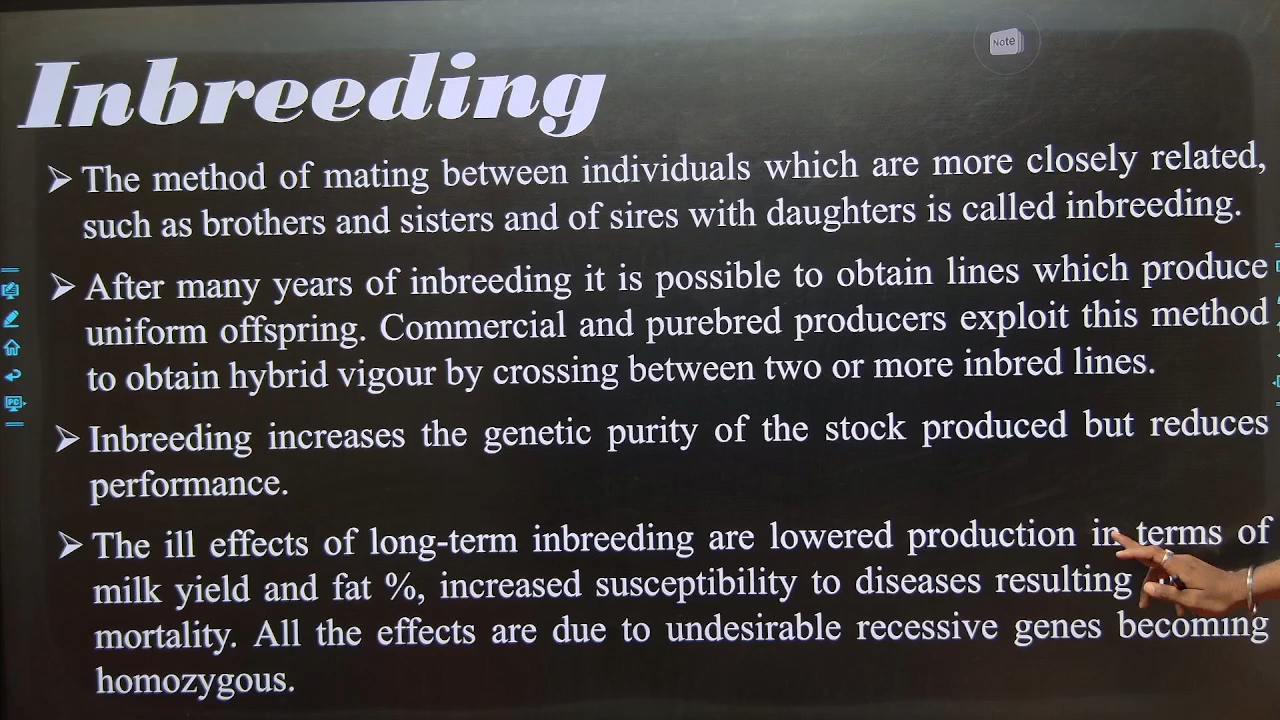 Note
Inbreeding
➤ The method of mating between individuals which are more closely related,
such as brothers and sisters and of sires with daughters is called inbreeding.
➤ After many years of inbreeding it is possible to obtain lines which produce
uniform offspring. Commercial and purebred producers exploit this method
to obtain hybrid vigour by crossing between two or more inbred lines.
➤ Inbreeding increases the genetic purity of the stock produced but reduces
performance.
➤ The ill effects of long-term inbreeding are lowered production in terms of
milk yield and fat %, increased susceptibility to diseases resulting
mortality. All the effects are due to undesirable recessive genes becoming
homozygous.